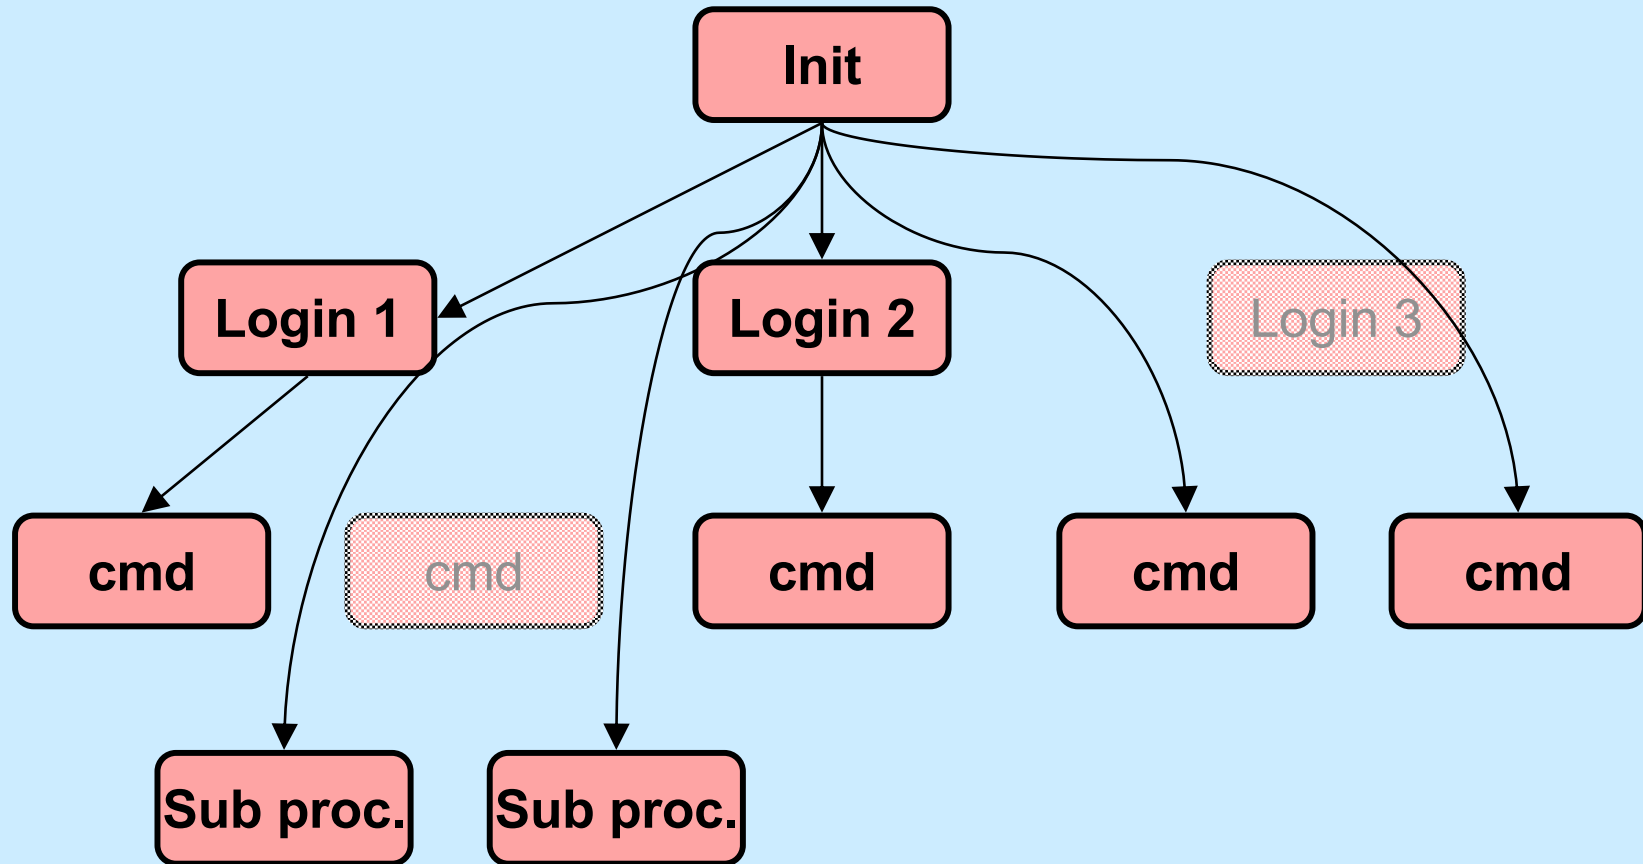 Init
Login 1
Login 2
Login 3
cmd
cmd
cmd
cmd
cmd
Sub proc.
Sub proc.